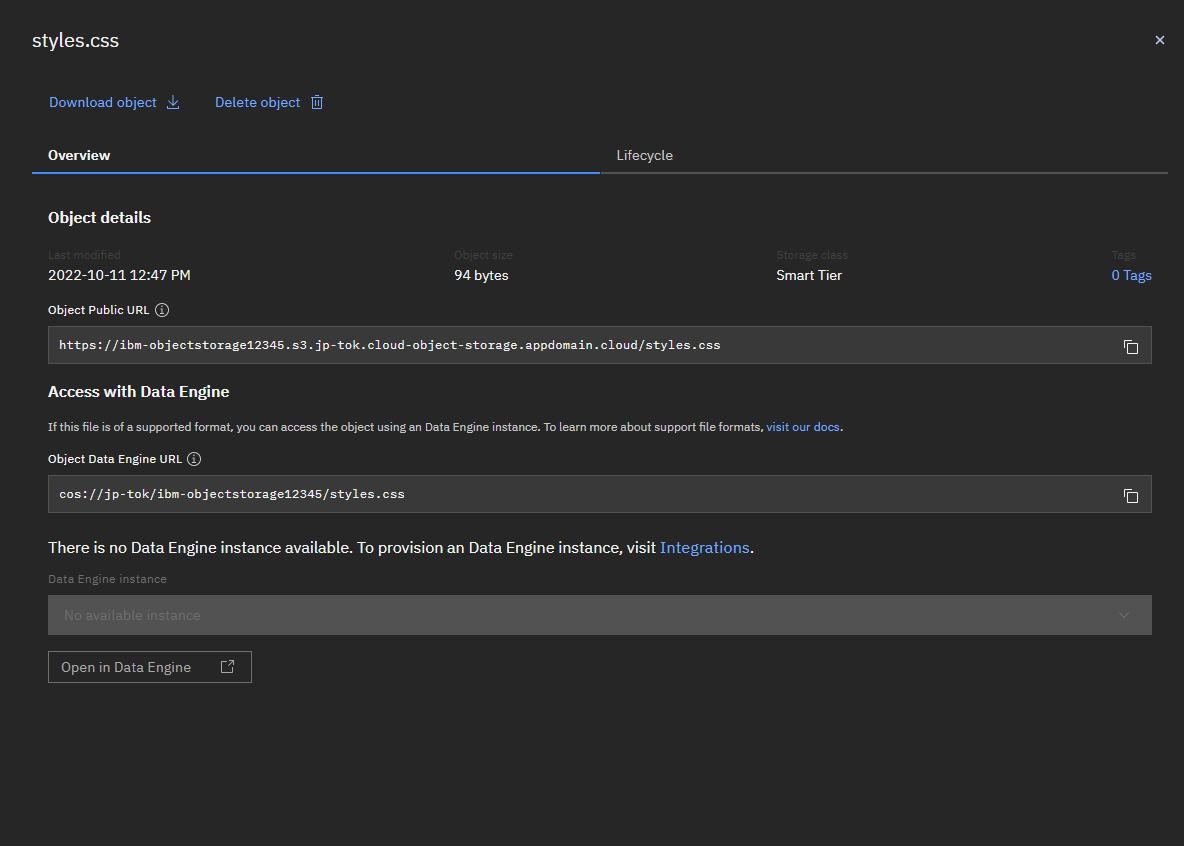 styles.css
Download object
Delete object
Overview
Lifecycle
Object details
Last modified
Object size
Storage class
Tags
2022-10-11 12:47 PM
94 bytes
Smart Tier
0 Tags
Object Public URL
https://ibm-objectstorage12345.s3.jp-tok.cloud-object-storage.appdomain.cloud/styles.css
Access with Data Engine
If this file is of a supported format, you can access the object using an Data Engine instance. To learn more about support file formats, visit our docs.
Object Data Engine URL
cos://jp-tok/ibm-objectstorage12345/styles.css
There is no Data Engine instance available. To provision an Data Engine instance, visit Integrations.
Data Engine instance
No available instance
Open in Data Engine